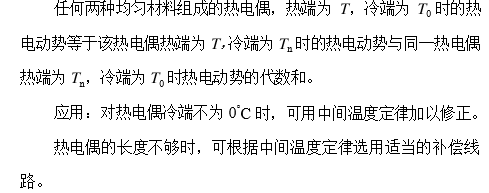 任何两种均匀材料组成的热电偶，热端为 T，冷端为 T₀ 时的热
电动势等于该热电偶热端为 T，冷端为 Tₙ 时的热电动势与同一热电偶
热端为 Tₙ，冷端为 T₀ 时热电动势的代数和。
应用：对热电偶冷端不为 0°C 时，可用中间温度定律加以修正。
热电偶的长度不够时，可根据中间温度定律选用适当的补偿线
路。